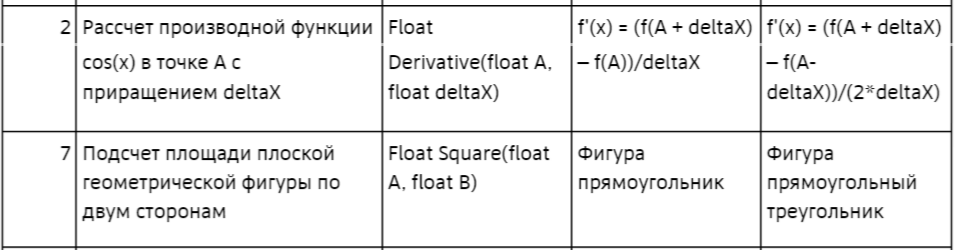 2
Рассчет производной функции
cos(x) в точке A с
приращением deltaX
Float
Derivative(float A,
float deltaX)
f'(x) = (f(A + deltaX)
– f(A))/deltaX
f'(x) = (f(A + deltaX)
– f(A-
deltaX))/(2*deltaX)
7
Подсчет площади плоской
геометрической фигуры по
двум сторонам
Float Square(float
A, float B)
Фигура
прямоугольник
Фигура
прямоугольный
треугольник